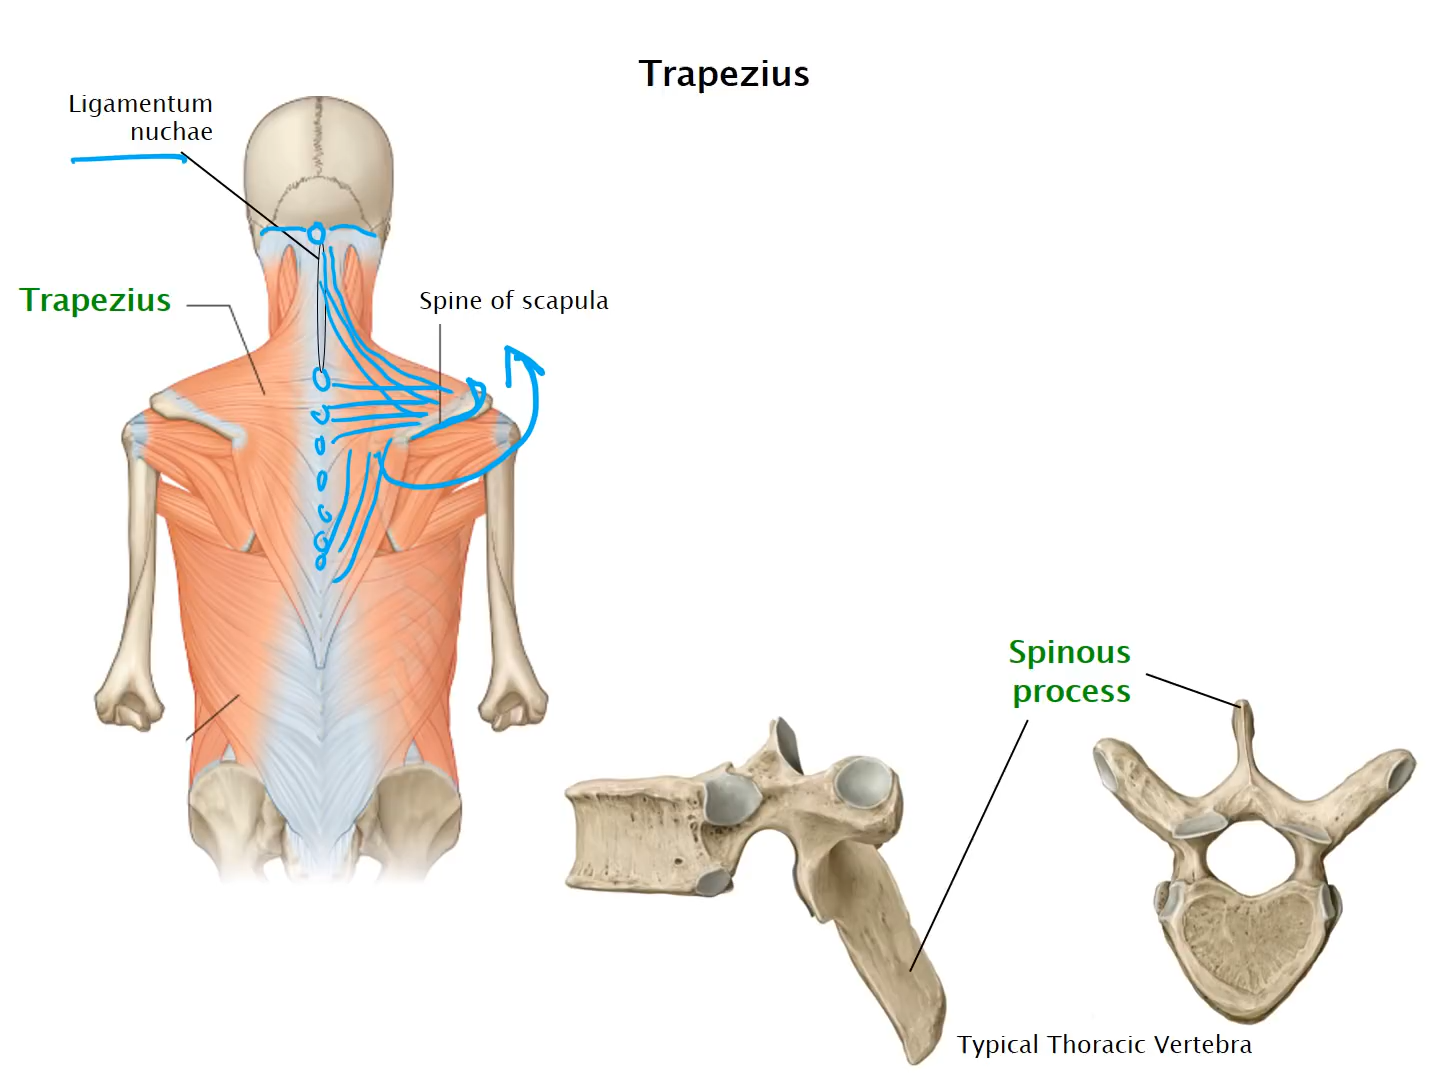 Trapezius
Ligamentum
nuchae
Trapezius
Spine of scapula
Spinous
process
Typical Thoracic Vertebra